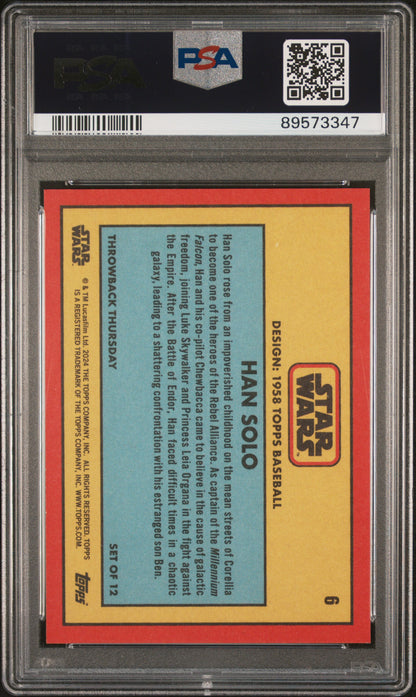 PSA
PSA
89573347
STAR
WARS
6
DESIGN: 1958 TOPPS BASEBALL
HAN SOLO
Han Solo rose from an impoverished childhood on the mean streets of Corellia
to become one of the heroes of the Rebel Alliance. As captain of the Millennium
Falcon, Han and his co-pilot Chewbacca came to believe in the cause of galactic
freedom, joining Luke Skywalker and Princess Leia Organa in the fight against
the Empire. After the Battle of Endor, Han faced difficult times in a chaotic
galaxy, leading to a shattering confrontation with his estranged son Ben.
THROWBACK THURSDAY SET OF 12
STAR
WARS
© & TM Lucasfilm Ltd. 2024 THE TOPPS COMPANY, INC. ALL RIGHTS RESERVED. TOPPS
IS A REGISTERED TRADEMARK OF THE TOPPS COMPANY, INC. WWW.TOPPS.COM.
topps